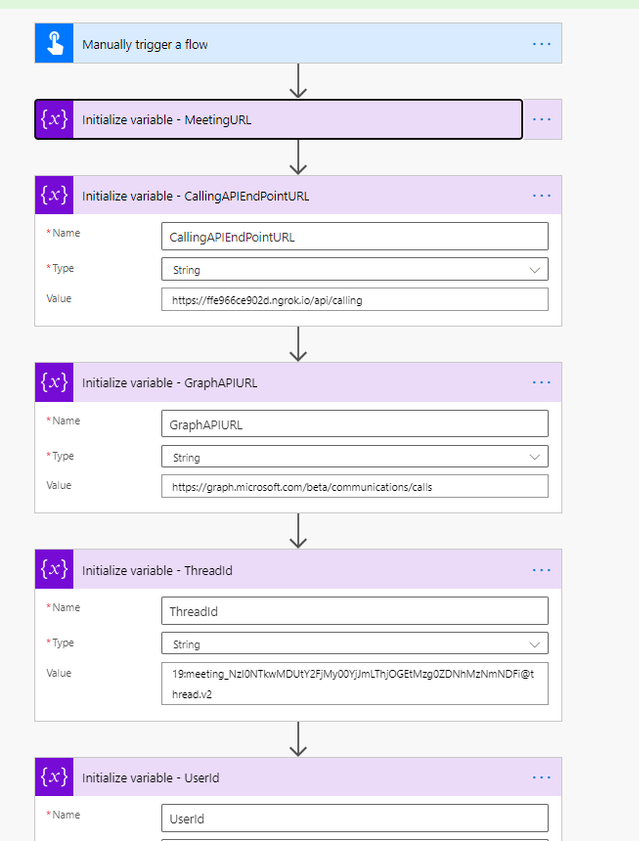 Manually trigger a flow
...
{x} Initialize variable - MeetingURL
...
{x} Initialize variable - CallingAPIEndPointURL
...
* Name
CallingAPIEndPointURL
* Type
String
Value
https://ffe966ce902d.ngrok.io/api/calling
{x} Initialize variable - GraphAPIURL
...
* Name
GraphAPIURL
* Type
String
Value
https://graph.microsoft.com/beta/communications/calls
{x} Initialize variable - ThreadId
...
* Name
ThreadId
* Type
String
Value
19:meeting_NzI0NTkwMDUtY2FjMy00YjJmLThjOGEtMzg0ZDNhMzNmNDFi@t
hread.v2
{x} Initialize variable - UserId
...
* Name
UserId